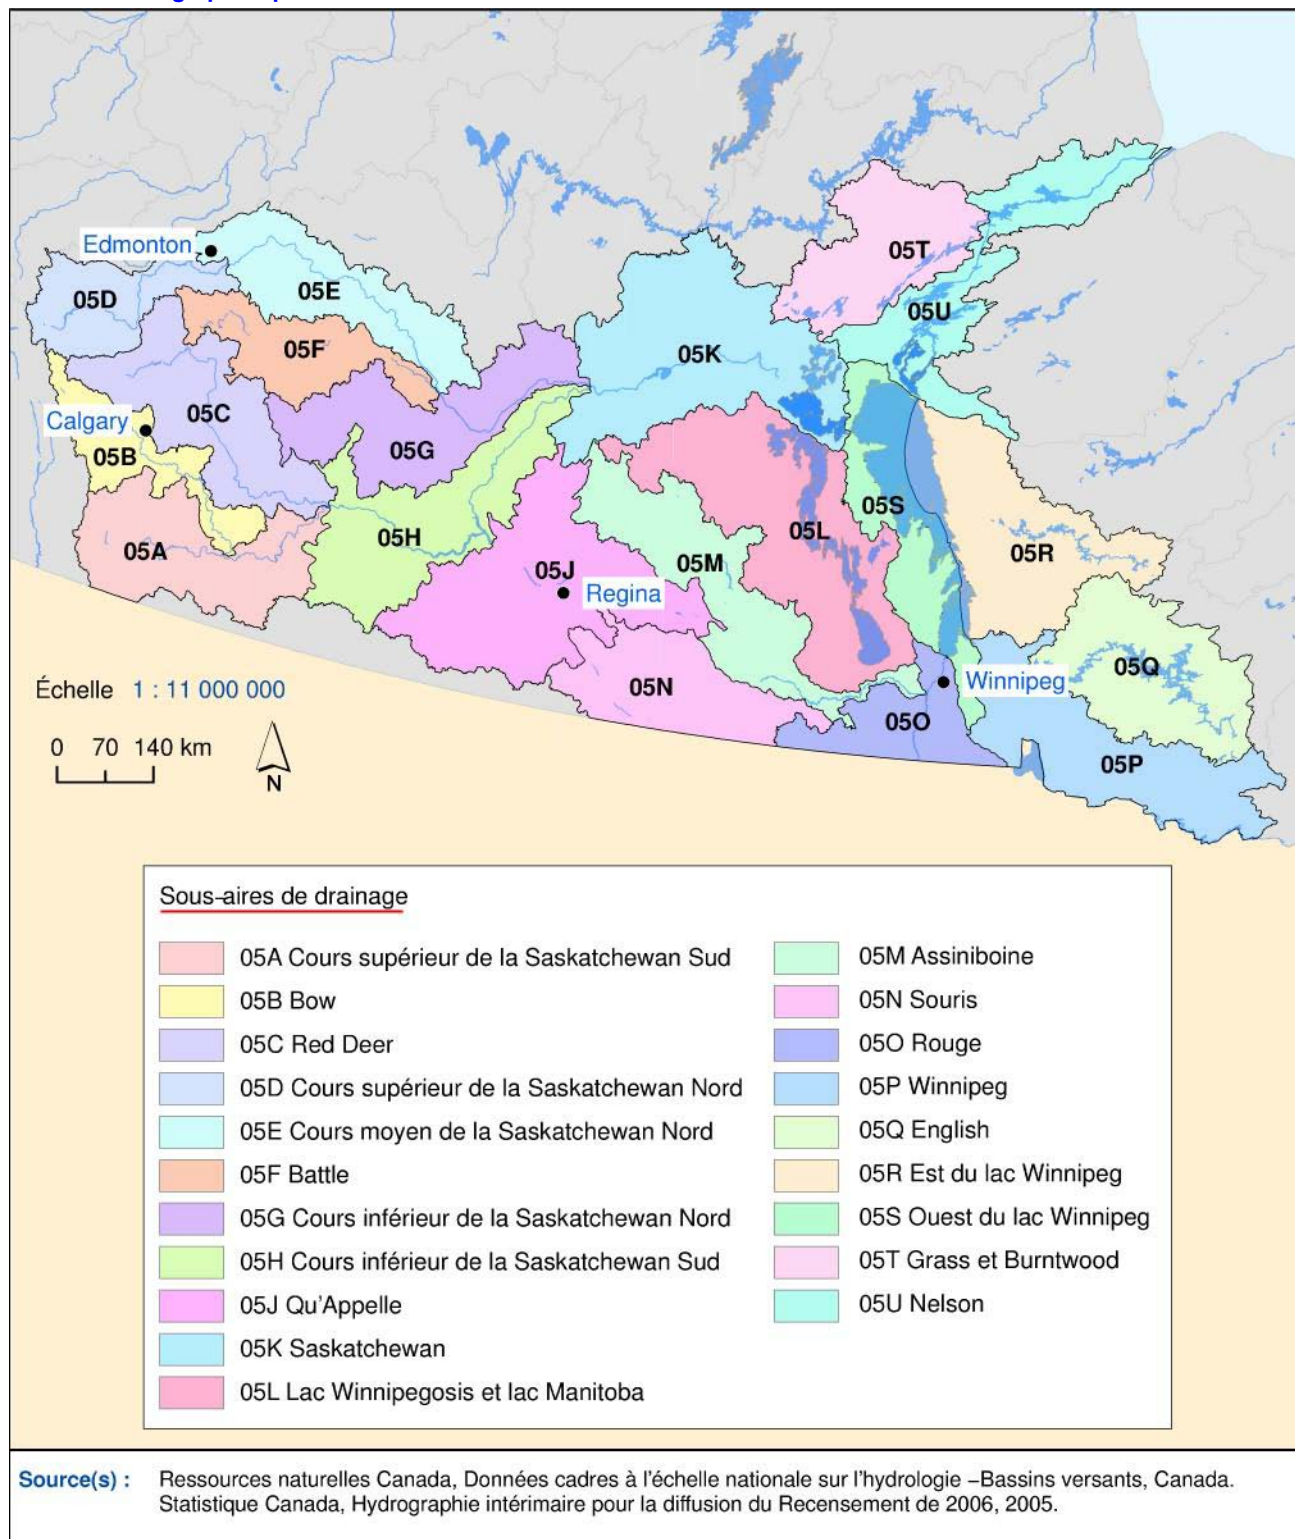 Edmonton
05D
05E
05F
05K
05T
05U
Calgary
05C
05B
05G
05S
05A
05H
05L
05R
05M
05J
Regina
05Q
05N
Winnipeg
05O
05P
Échelle 1 : 11 000 000
0 70 140 km
N
Sous-aires de drainage
05A Cours supérieur de la Saskatchewan Sud
05B Bow
05C Red Deer
05D Cours supérieur de la Saskatchewan Nord
05E Cours moyen de la Saskatchewan Nord
05F Battle
05G Cours inférieur de la Saskatchewan Nord
05H Cours inférieur de la Saskatchewan Sud
05J Qu'Appelle
05K Saskatchewan
05L Lac Winnipegosis et lac Manitoba
05M Assiniboine
05N Souris
05O Rouge
05P Winnipeg
05Q English
05R Est du lac Winnipeg
05S Ouest du lac Winnipeg
05T Grass et Burntwood
05U Nelson
Source(s) : Ressources naturelles Canada, Données cadres à l'échelle nationale sur l'hydrologie –Bassins versants, Canada.
Statistique Canada, Hydrographie intérimaire pour la diffusion du Recensement de 2006, 2005.